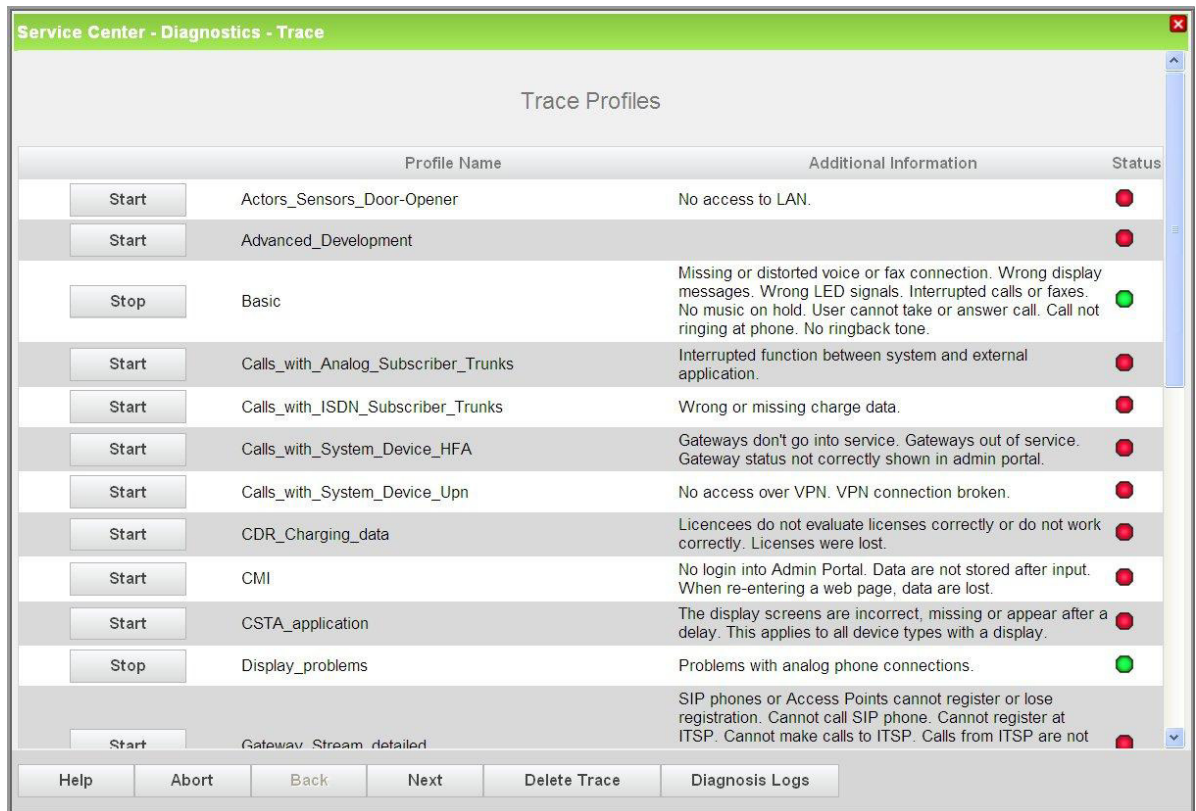 Service Center - Diagnostics - Trace
Trace Profiles
Profile Name Additional Information Status
Start Actors_Sensors_Door-Opener No access to LAN.
Start Advanced_Development
Missing or distorted voice or fax connection. Wrong display
messages. Wrong LED signals. Interrupted calls or faxes.
Stop Basic
No music on hold. User cannot take or answer call. Call not
ringing at phone. No ringback tone.
Start Calls_with_Analog_Subscriber_Trunks
Interrupted function between system and external
application.
Start Calls_with_ISDN_Subscriber_Trunks Wrong or missing charge data.
Start Calls_with_System_Device_HFA
Gateways don't go into service. Gateways out of service.
Gateway status not correctly shown in admin portal.
Start Calls_with_System_Device_Upn No access over VPN. VPN connection broken.
Start CDR_Charging_data
Licencees do not evaluate licenses correctly or do not work
correctly. Licenses were lost.
Start CMI
No login into Admin Portal. Data are not stored after input.
When re-entering a web page, data are lost.
Start CSTA_application
The display screens are incorrect, missing or appear after a
delay. This applies to all device types with a display.
Stop Display_problems Problems with analog phone connections.
SIP phones or Access Points cannot register or lose
registration. Cannot call SIP phone. Cannot register at
ITSP. Cannot make calls to ITSP. Calls from ITSP are not
Start Gateway_Stream_detailed
Help Abort Back Next Delete Trace Diagnosis Logs